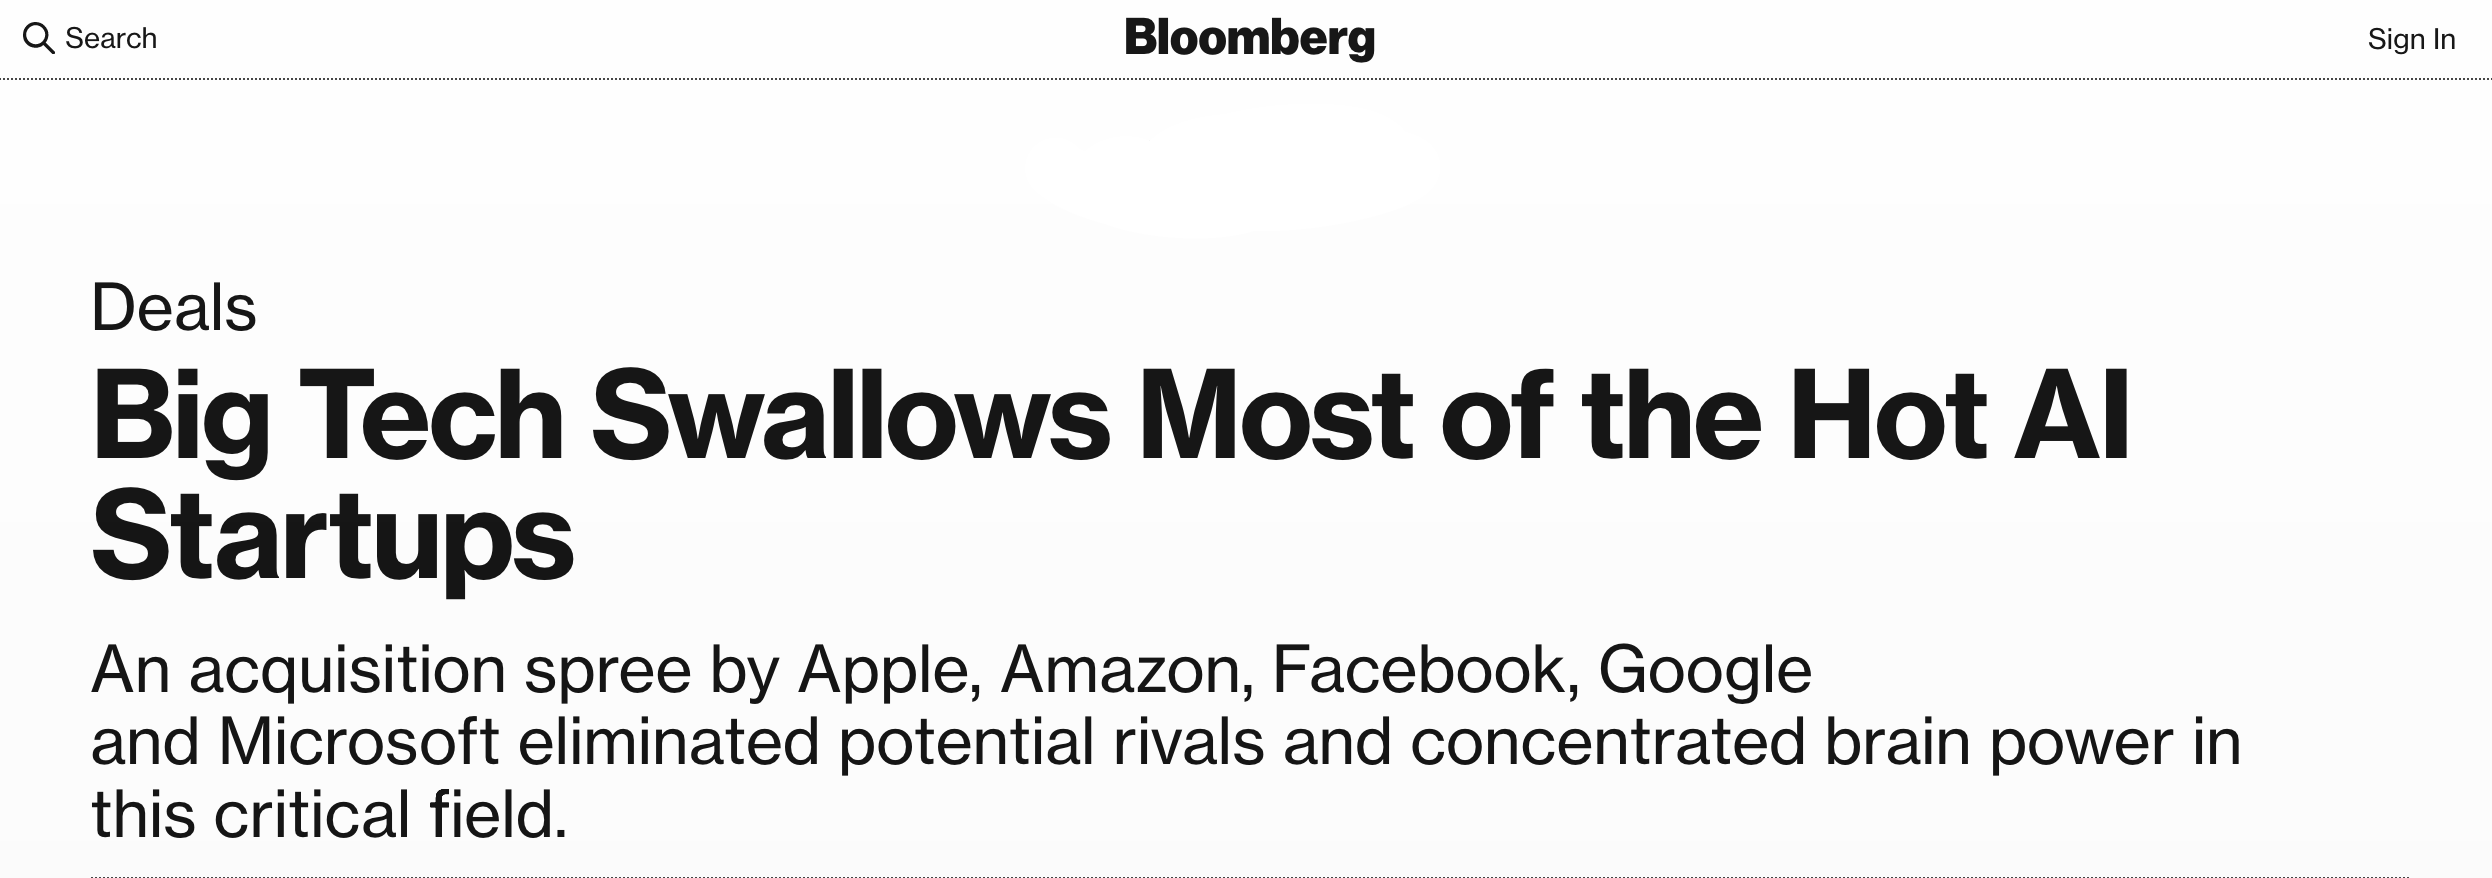 Search
Bloomberg
Sign In
Deals
Big Tech Swallows Most of the Hot AI
Startups
An acquisition spree by Apple, Amazon, Facebook, Google
and Microsoft eliminated potential rivals and concentrated brain power in
this critical field.